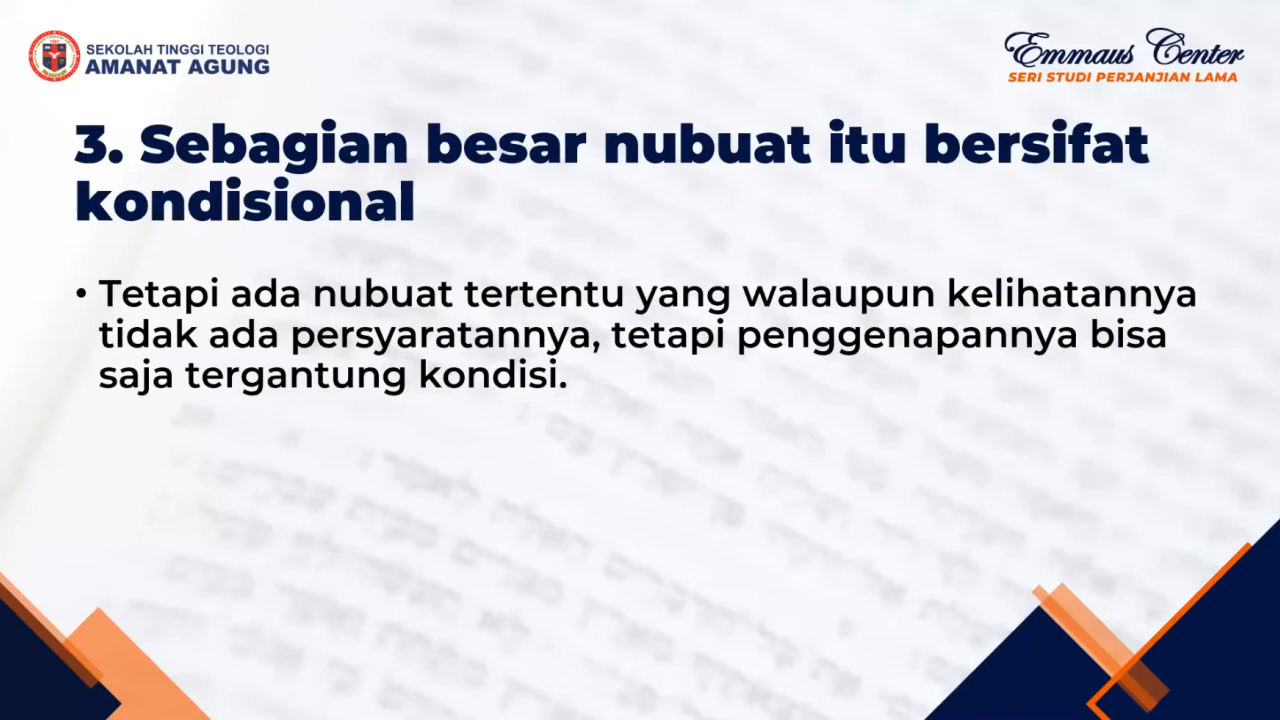 SEKOLAH TINGGI TEOLOGI
AMANAT AGUNG
Emmaus Center
SERI STUDI PERJANJIAN LAMA
3. Sebagian besar nubuat itu bersifat
kondisional
• Tetapi ada nubuat tertentu yang walaupun kelihatannya
tidak ada persyaratannya, tetapi penggenapannya bisa
saja tergantung kondisi.